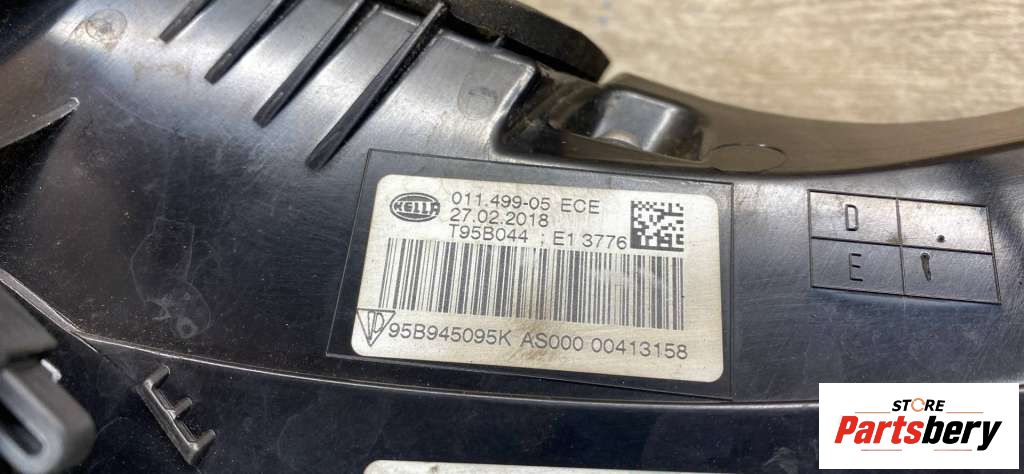 HELLA
011.499-05 ECE
27.02.2018
T95B044 : E1 3776
95B945095K AS000 00413158
D
E
E
STORE
Partsbery